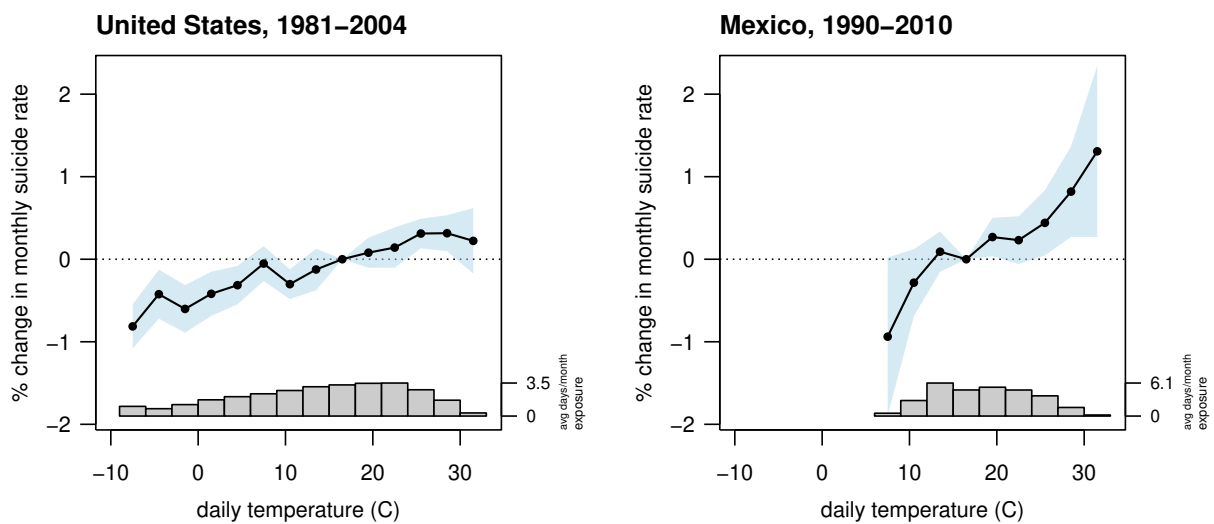 United States, 1981−2004
% change in monthly suicide rate
2
1
0
−1
−2
3.5
0
avg days/month
exposure
−10
0
10
20
30
daily temperature (C)
Mexico, 1990−2010
% change in monthly suicide rate
2
1
0
−1
−2
6.1
0
avg days/month
exposure
−10
0
10
20
30
daily temperature (C)